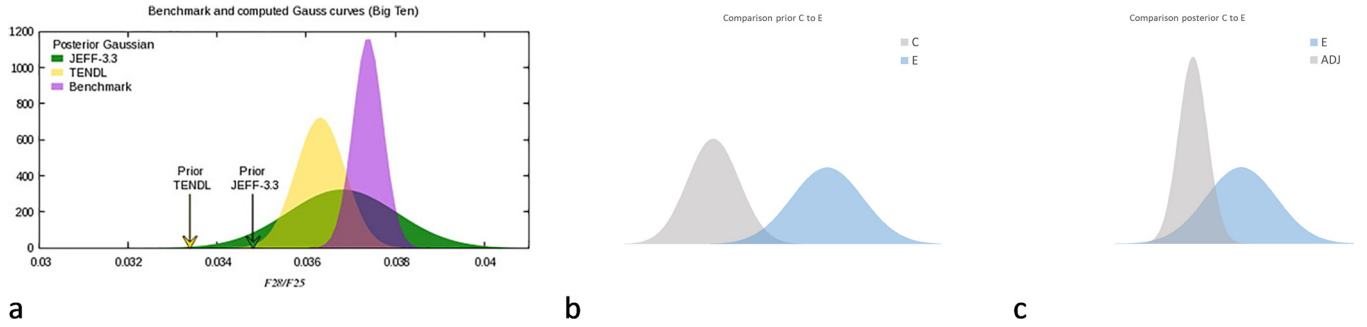 Benchmark and computed Gauss curves (Big Ten)
1200
1000
800
600
400
200
0
Posterior Gaussian
JEFF-3.3
TENDL
Benchmark
Prior
TENDL
Prior
JEFF-3.3
0.03 0.032 0.034 0.036 0.038 0.04
F28/F25
a
Comparison prior C to E
C
E
b
Comparison posterior C to E
E
ADJ
c